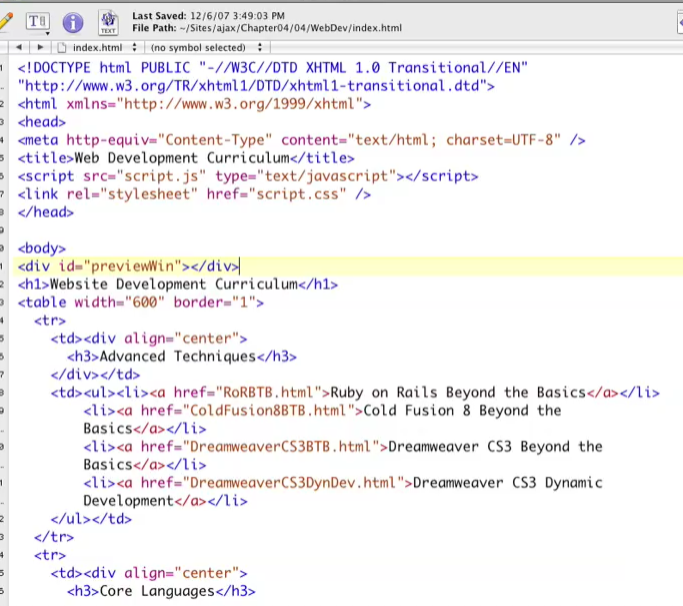 Last Saved: 12/6/07 3:49:03 PM
File Path: ~/Sites/ajax/Chapter04/04/WebDev/index.html
TEXT
index.html (no symbol selected)
<!DOCTYPE html PUBLIC "-//W3C//DTD XHTML 1.0 Transitional//EN"
"http://www.w3.org/TR/xhtml1/DTD/xhtml1-transitional.dtd">
<html xmlns="http://www.w3.org/1999/xhtml">
<head>
<meta http-equiv="Content-Type" content="text/html; charset=UTF-8" />
<title>Web Development Curriculum</title>
<script src="script.js" type="text/javascript"></script>
<link rel="stylesheet" href="script.css" />
</head>
<body>
<div id="previewWin"></div>
<h1>Website Development Curriculum</h1>
<table width="600" border="1">
<tr>
<td><div align="center">
<h3>Advanced Techniques</h3>
</div></td>
<td><ul><li><a href="RoRBTB.html">Ruby on Rails Beyond the Basics</a></li>
<li><a href="ColdFusion8BTB.html">Cold Fusion 8 Beyond the
Basics</a></li>
<li><a href="DreamweaverCS3BTB.html">Dreamweaver CS3 Beyond the
Basics</a></li>
<li><a href="DreamweaverCS3DynDev.html">Dreamweaver CS3 Dynamic
Development</a></li>
</ul></td>
</tr>
<tr>
<td><div align="center">
<h3>Core Languages</h3>